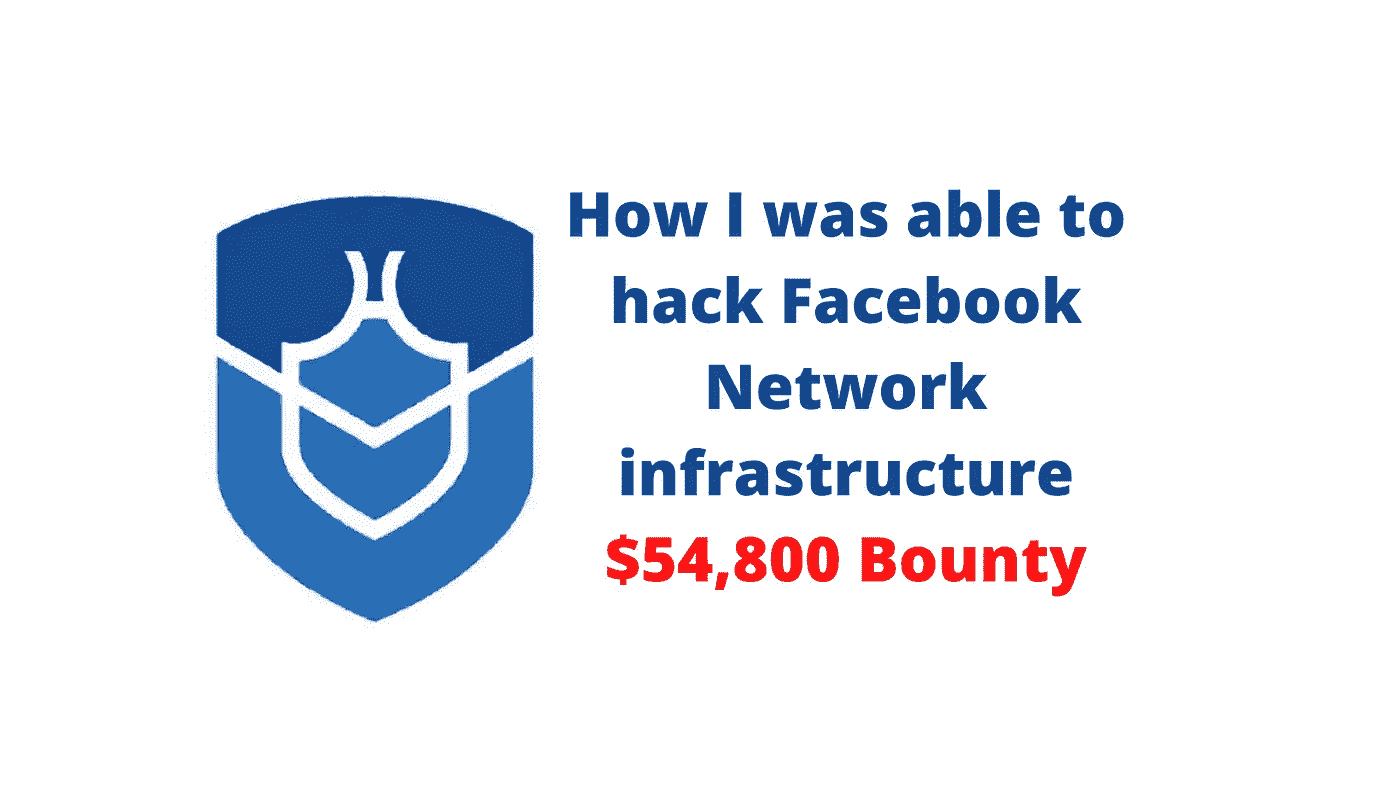 How I was able to
hack Facebook
Network
infrastructure
$54,800 Bounty